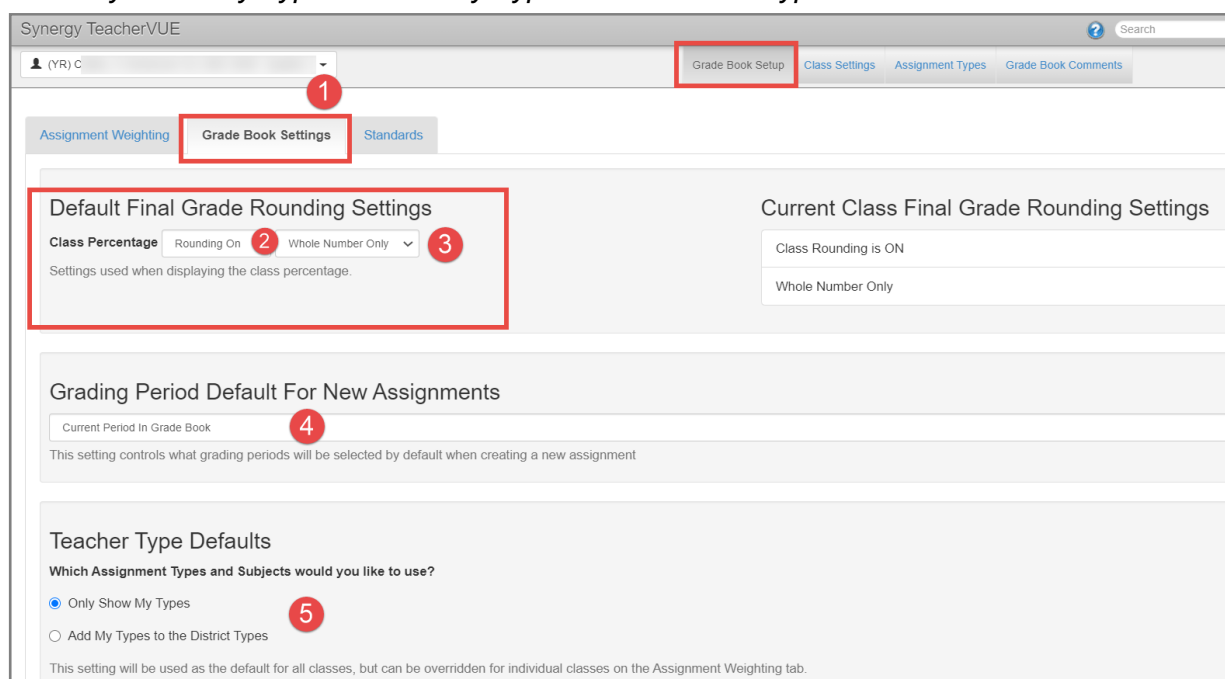 Synergy TeacherVUE
Search
(YR) C
Grade Book Setup Class Settings Assignment Types Grade Book Comments
1
Assignment Weighting Grade Book Settings Standards
Default Final Grade Rounding Settings
Current Class Final Grade Rounding Settings
Class Percentage Rounding On 2 Whole Number Only 3
Class Rounding is ON
Settings used when displaying the class percentage.
Whole Number Only
Grading Period Default For New Assignments
Current Period In Grade Book 4
This setting controls what grading periods will be selected by default when creating a new assignment
Teacher Type Defaults
Which Assignment Types and Subjects would you like to use?
Only Show My Types
5
Add My Types to the District Types
This setting will be used as the default for all classes, but can be overridden for individual classes on the Assignment Weighting tab.